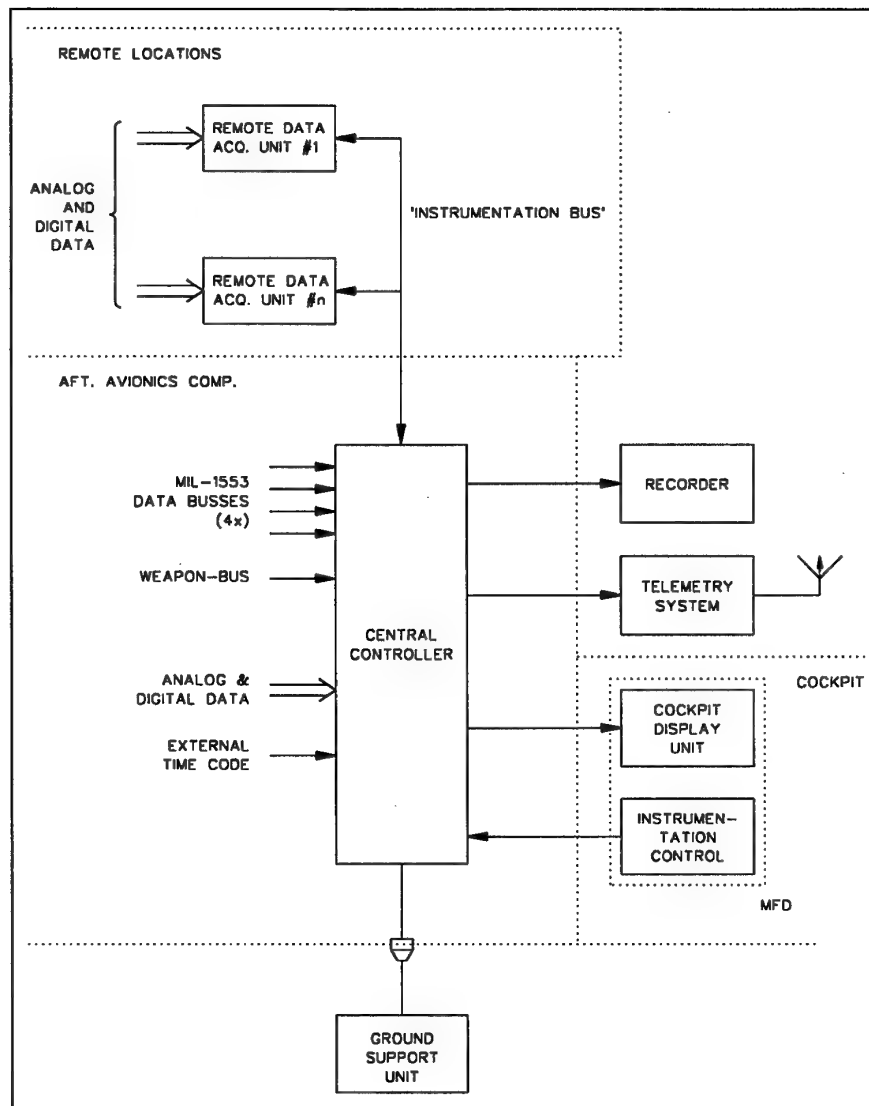 REMOTE LOCATIONS
REMOTE DATA
ACQ. UNIT #1
ANALOG
AND
DIGITAL
DATA
"INSTRUMENTATION BUS"
REMOTE DATA
ACQ. UNIT #n
AFT. AVIONICS COMP.
MIL-1553
DATA BUSSES
(4x)
WEAPON-BUS
ANALOG &
DIGITAL DATA
EXTERNAL
TIME CODE
CENTRAL
CONTROLLER
RECORDER
TELEMETRY
SYSTEM
COCKPIT
COCKPIT
DISPLAY
UNIT
INSTRUMEN-
TATION
CONTROL
MFD
GROUND
SUPPORT
UNIT